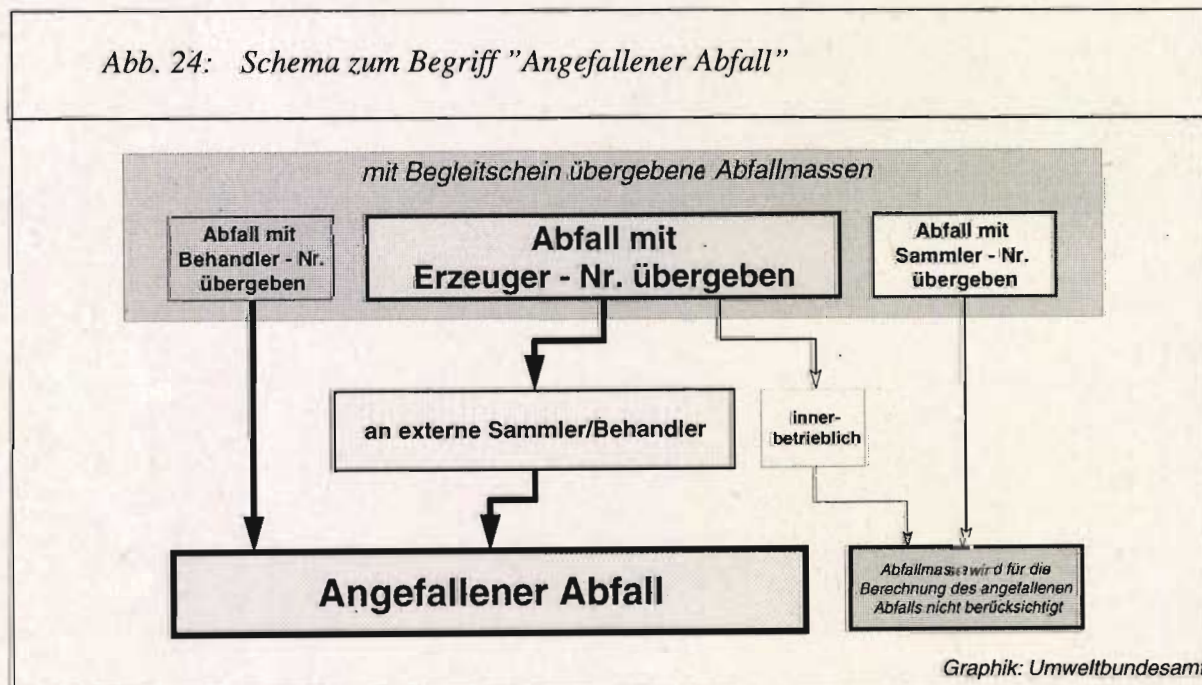 Abb. 24: Schema zum Begriff "Angefallener Abfall"
mit Begleitschein übergebene Abfallmassen
Abfall mit
Behandler - Nr.
übergeben
Abfall mit
Erzeuger - Nr. übergeben
Abfall mit
Sammler - Nr.
übergeben
an externe Sammler/Behandler
inner-
betrieblich
Angefallener Abfall
wird für die
Berechnung des angefallenen
Abfalls nicht berücksichtigt
Graphik: Umweltbundesamt